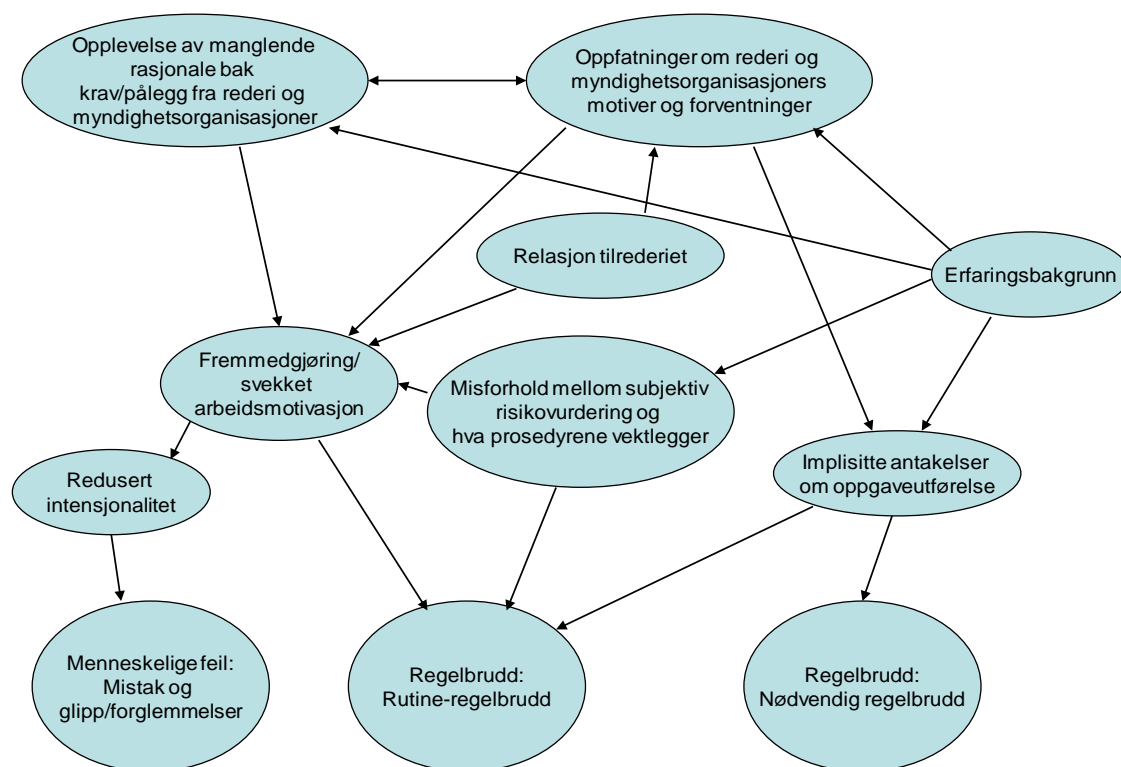 Opplevelse av manglende
rasjonale bak
krav/pålegg fra rederi og
myndighetsorganisasjoner
Oppfatninger om rederi og
myndighetsorganisasjoners
motiver og forventninger
Relasjon tilrederiet
Erfaringsbakgrunn
Fremmedgjøring/
svekket
arbeidsmotivasjon
Misforhold mellom subjektiv
risikovurdering og
hva prosedyrene vektlegger
Redusert
intensjonalitet
Implisitte antakelser
om oppgaveutførelse
Menneskelige feil:
Mistak og
glipp/forglemmelser
Regelbrudd:
Rutine-regelbrudd
Regelbrudd:
Nødvendig regelbrudd